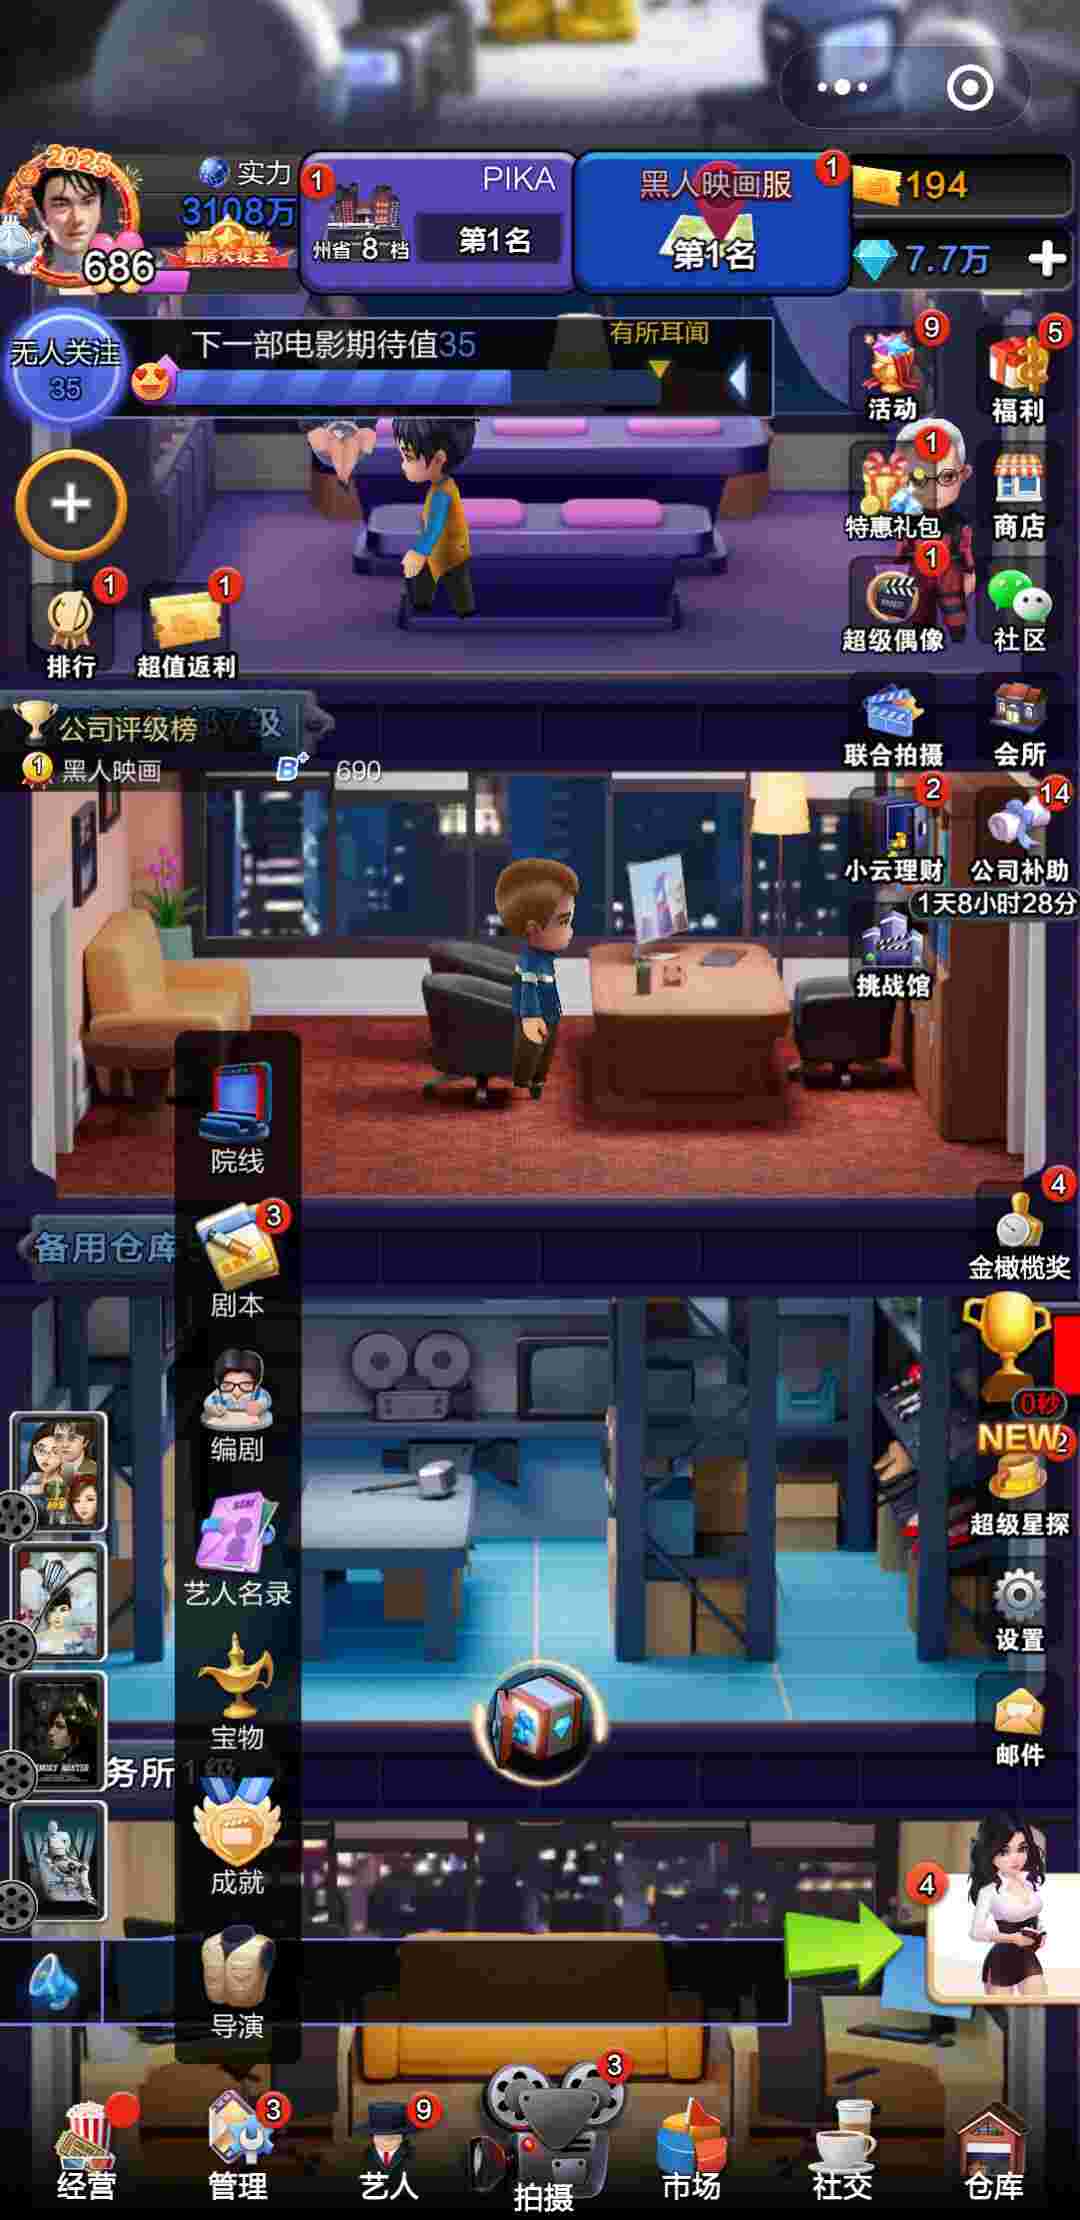 2025
实力
3108万
票房大卖王
686
1
PIKA
州省 8 档
第1名
黑人映画服
1
第1名
194
7.7万
无人关注
35
下一部电影期待值35
有所耳闻
9
活动
5
福利
1
特惠礼包
商店
1
超级偶像
社区
1
排行
1
超值返利
公司评级榜
7级
1
黑人映画
B+
690
联合拍摄
会所
2
小云理财
14
公司补助
1天8小时28分
挑战馆
院线
备用仓库
3
剧本
编剧
艺人名录
宝物
务所1级
成就
导演
4
金橄榄奖
0秒
NEW
2
超级星探
设置
邮件
4
经营
3
管理
9
艺人
3
拍摄
市场
社交
仓库